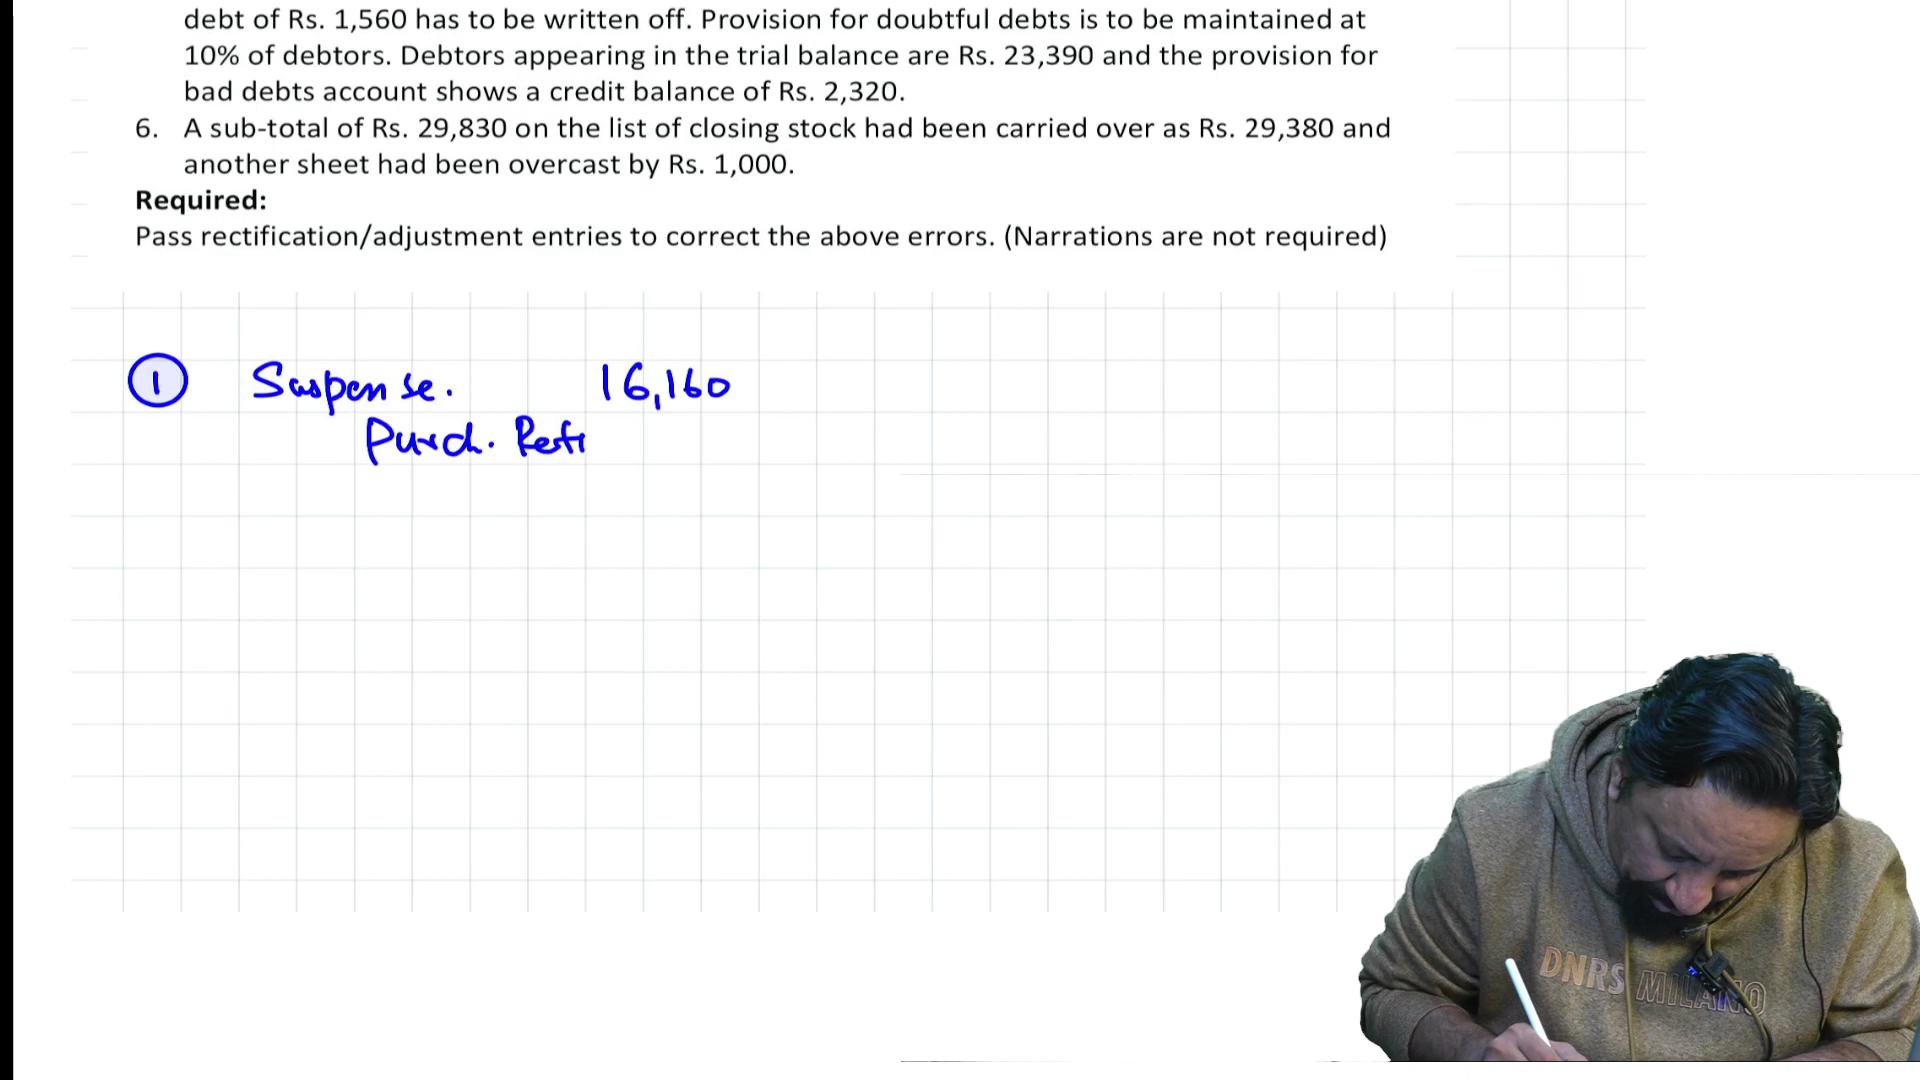 debt of Rs. 1,560 has to be written off. Provision for doubtful debts is to be maintained at
10% of debtors. Debtors appearing in the trial balance are Rs. 23,390 and the provision for
bad debts account shows a credit balance of Rs. 2,320.
6. A sub-total of Rs. 29,830 on the list of closing stock had been carried over as Rs. 29,380 and
another sheet had been overcast by Rs. 1,000.
Required:
Pass rectification/adjustment entries to correct the above errors. (Narrations are not required)
1 Suspense. 16,160
Purch.
DNRS MILANO